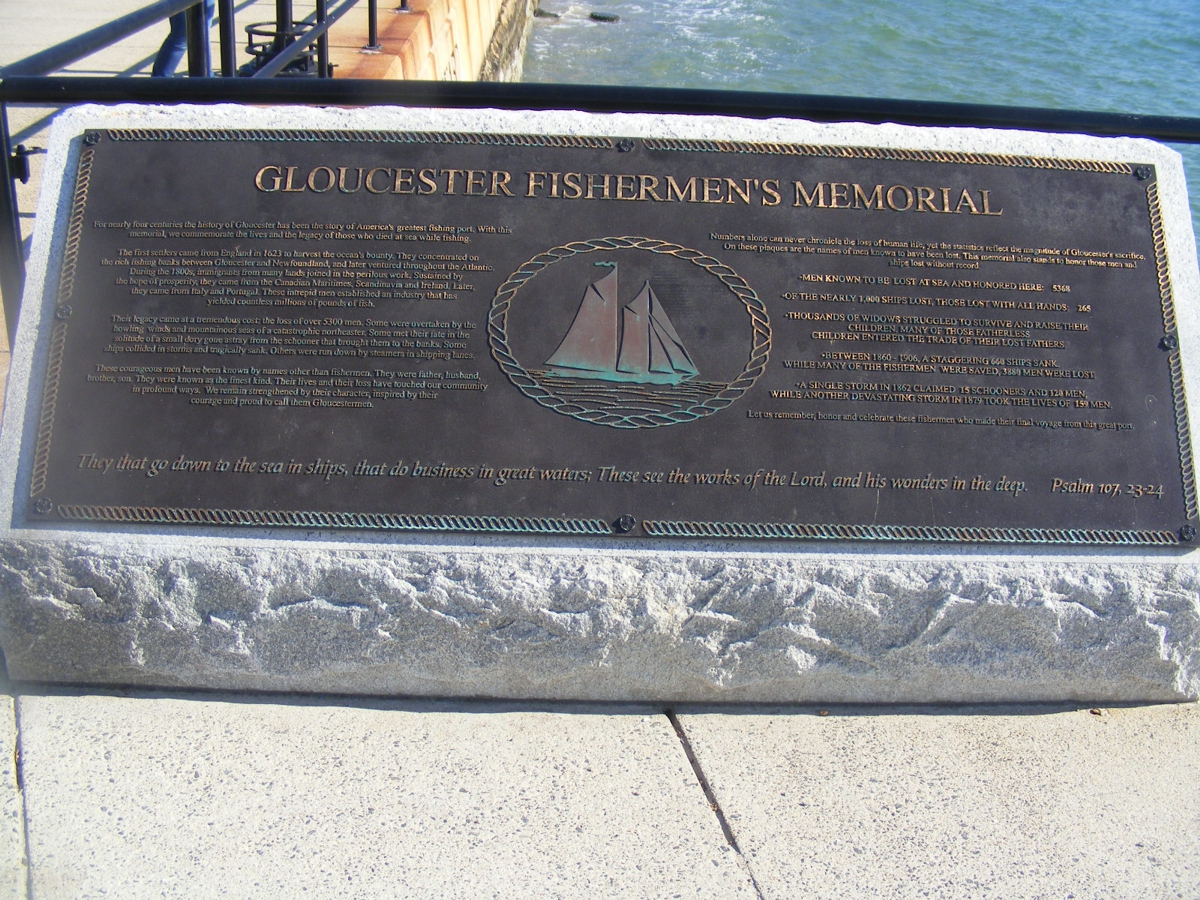 GLOUCESTER FISHERMEN'S MEMORIAL
For nearly four centuries the history of Gloucester has been the story of America's greatest fishing port. With this
memorial, we commemorate the lives and the legacy of those who died at sea while fishing.
The first settlers came from England in 1623 to harvest the ocean's bounty. They concentrated on
the rich fishing banks between Gloucester and Newfoundland, and later ventured throughout the Atlantic.
During the 1800s, immigrants from many lands joined in the perilous work. Sustained by
the hope of prosperity, they came from the Canadian Maritimes, Scandinavia and Ireland. Later,
they came from Italy and Portugal. These intrepid men established an industry that has
yielded countless millions of pounds of fish.
Their legacy came at a tremendous cost: the loss of over 5300 men. Some were overtaken by the
howling winds and mountainous seas of a catastrophic northeaster. Some met their fate in the
solitude of a small dory gone astray from the schooner that brought them to the banks. Some
ships collided in storms and tragically sank. Others were run down by steamers in shipping lanes.
These courageous men have been known by names other than fishermen. They were father, husband,
brother, son. They were known as the finest kind. Their lives and their loss have touched our community
in profound ways. We remain strengthened by their character, inspired by their
courage and proud to call them Gloucestermen.
Numbers alone can never chronicle the loss of human life, yet the statistics reflect the magnitude of Gloucester's sacrifice.
On these plaques are the names of men known to have been lost. This memorial also stands to honor those men and
ships lost without record.
•MEN KNOWN TO BE LOST AT SEA AND HONORED HERE: 5368
•OF THE NEARLY 1,000 SHIPS LOST, THOSE LOST WITH ALL HANDS: 265
•THOUSANDS OF WIDOWS STRUGGLED TO SURVIVE AND RAISE THEIR
CHILDREN. MANY OF THOSE FATHERLESS
CHILDREN ENTERED THE TRADE OF THEIR LOST FATHERS.
•BETWEEN 1860 - 1906, A STAGGERING 660 SHIPS SANK.
WHILE MANY OF THE FISHERMEN WERE SAVED, 3880 MEN WERE LOST.
•A SINGLE STORM IN 1862 CLAIMED 15 SCHOONERS AND 120 MEN,
WHILE ANOTHER DEVASTATING STORM IN 1879 TOOK THE LIVES OF 159 MEN.
Let us remember, honor and celebrate these fishermen who made their final voyage from this great port.
They that go down to the sea in ships, that do business in great waters; These see the works of the Lord, and his wonders in the deep. Psalm 107, 23-24